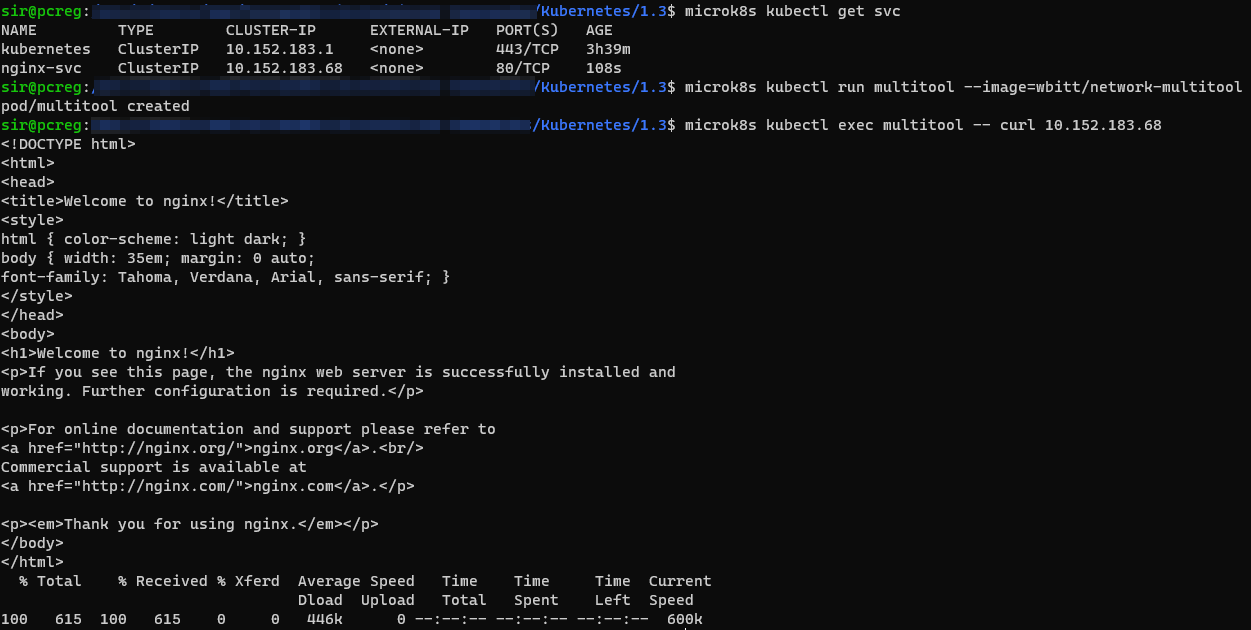 sir@pcreg: /Kubernetes/1.3$ microk8s kubectl get svc
NAME TYPE CLUSTER-IP EXTERNAL-IP PORT(S) AGE
kubernetes ClusterIP 10.152.183.1 <none> 443/TCP 3h39m
nginx-svc ClusterIP 10.152.183.68 <none> 80/TCP 108s
sir@pcreg:/ /Kubernetes/1.3$ microk8s kubectl run multitool --image=wbitt/network-multitool
pod/multitool created
sir@pcreg: /Kubernetes/1.3$ microk8s kubectl exec multitool -- curl 10.152.183.68
<!DOCTYPE html>
<html>
<head>
<title>Welcome to nginx!</title>
<style>
html { color-scheme: light dark; }
body { width: 35em; margin: 0 auto;
font-family: Tahoma, Verdana, Arial, sans-serif; }
</style>
</head>
<body>
<h1>Welcome to nginx!</h1>
<p>If you see this page, the nginx web server is successfully installed and
working. Further configuration is required.</p>
<p>For online documentation and support please refer to
<a href="http://nginx.org/">nginx.org</a>.<br/>
Commercial support is available at
<a href="http://nginx.com/">nginx.com</a>.</p>
<p><em>Thank you for using nginx.</em></p>
</body>
</html>
% Total % Received % Xferd Average Speed Time Time Time Current
Dload Upload Total Spent Left Speed
100 615 100 615 0 0 446k 0 --:--:-- --:--:-- --:--:-- 600k